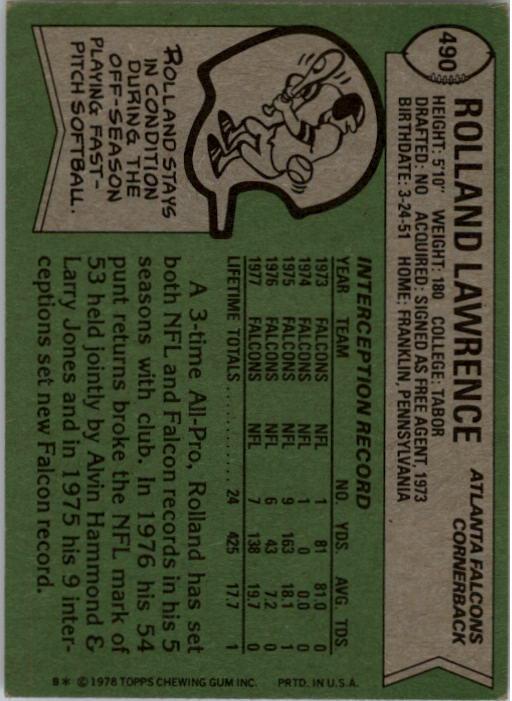 490
ROLLAND LAWRENCE
ATLANTA FALCONS
CORNERBACK
HEIGHT: 5'10" WEIGHT: 180 COLLEGE: TABOR
DRAFTED: NO ACQUIRED: SIGNED AS FREE AGENT, 1973
BIRTHDATE: 3-24-51 HOME: FRANKLIN, PENNSYLVANIA
ROLLAND STAYS
IN CONDITION
DURING THE
OFF-SEASON
PLAYING FAST-
PITCH SOFTBALL.
INTERCEPTION RECORD
YEAR TEAM NO. YDS. AVG. TDS
1973 FALCONS NFL 1 81 81.0 0
1974 FALCONS NFL 1 0 0.0 0
1975 FALCONS NFL 9 163 18.1 1
1976 FALCONS NFL 6 43 7.2 0
1977 FALCONS NFL 7 138 19.7 0
LIFETIME TOTALS.......... 24 425 17.7 1
A 3-time All-Pro, Rolland has set
both NFL and Falcon records in his 5
seasons with club. In 1976 his 54
punt returns broke the NFL mark of
53 held jointly by Alvin Hammond &
Larry Jones and in 1975 his 9 inter-
ceptions set new Falcon record.
B* © 1978 TOPPS CHEWING GUM INC. PRTD. IN U.S.A.